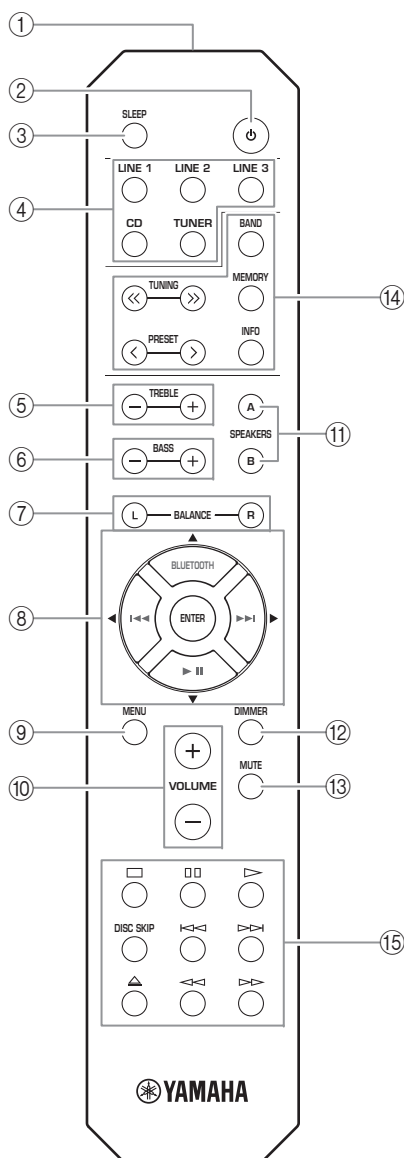 ①
②
SLEEP
③
LINE 1 LINE 2 LINE 3
④
CD TUNER BAND
TUNING MEMORY
⑭
PRESET INFO
⑤ TREBLE A
SPEAKERS ⑪
⑥ BASS B
⑦ L BALANCE R
BLUETOOTH
⑧ ENTER
MENU DIMMER
⑨ ⑫
MUTE
⑩ VOLUME ⑬
DISC SKIP ⑮
YAMAHA